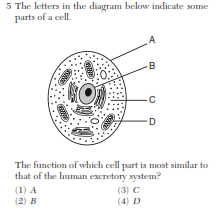 5 The letters in the diagram below indicate some
parts of a cell.
A
B
C
D
The function of which cell part is most similar to
that of the human excretory system?
(1) A (3) C
(2) B (4) D